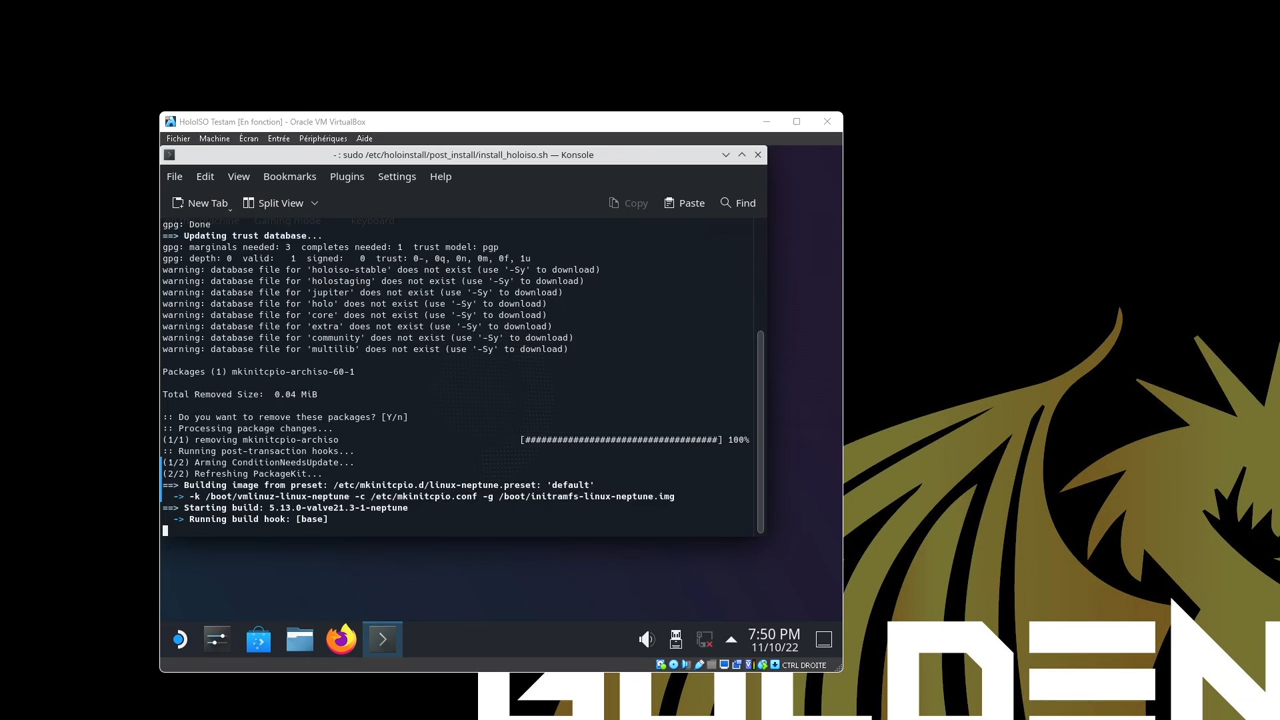 HoloISO Testam [En fonction] - Oracle VM VirtualBox
Fichier Machine Écran Entrée Périphériques Aide
- : sudo /etc/holoinstall/post_install/install_holoiso.sh — Konsole
File Edit View Bookmarks Plugins Settings Help
New Tab Split View Copy Paste Find
gpg: Done
==> Updating trust database...
gpg: marginals needed: 3  completes needed: 1  trust model: pgp
gpg: depth: 0  valid:   1  signed:   0  trust: 0-, 0q, 0n, 0m, 0f, 1u
warning: database file for 'holoiso-stable' does not exist (use '-Sy' to download)
warning: database file for 'holostaging' does not exist (use '-Sy' to download)
warning: database file for 'jupiter' does not exist (use '-Sy' to download)
warning: database file for 'holo' does not exist (use '-Sy' to download)
warning: database file for 'core' does not exist (use '-Sy' to download)
warning: database file for 'extra' does not exist (use '-Sy' to download)
warning: database file for 'community' does not exist (use '-Sy' to download)
warning: database file for 'multilib' does not exist (use '-Sy' to download)
Packages (1) mkinitcpio-archiso-60-1
Total Removed Size:  0.04 MiB
:: Do you want to remove these packages? [Y/n]
:: Processing package changes...
(1/1) removing mkinitcpio-archiso [####################################] 100%
:: Running post-transaction hooks...
(1/2) Arming ConditionNeedsUpdate...
(2/2) Refreshing PackageKit...
==> Building image from preset: /etc/mkinitcpio.d/linux-neptune.preset: 'default'
-> -k /boot/vmlinuz-linux-neptune -c /etc/mkinitcpio.conf -g /boot/initramfs-linux-neptune.img
==> Starting build: 5.13.0-valve21.3-1-neptune
-> Running build hook: [base]
7:50 PM
11/10/22
CTRL DROITE
GOLDEN